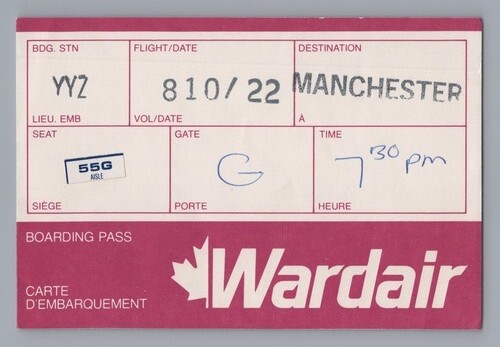 BDG. STN FLIGHT/DATE DESTINATION
YYZ 810/22 MANCHESTER
LIEU. EMB VOL/DATE À
SEAT GATE TIME
55G G 7 30 pm
AISLE
SIÈGE PORTE HEURE
BOARDING PASS
CARTE
D'EMBARQUEMENT
Wardair